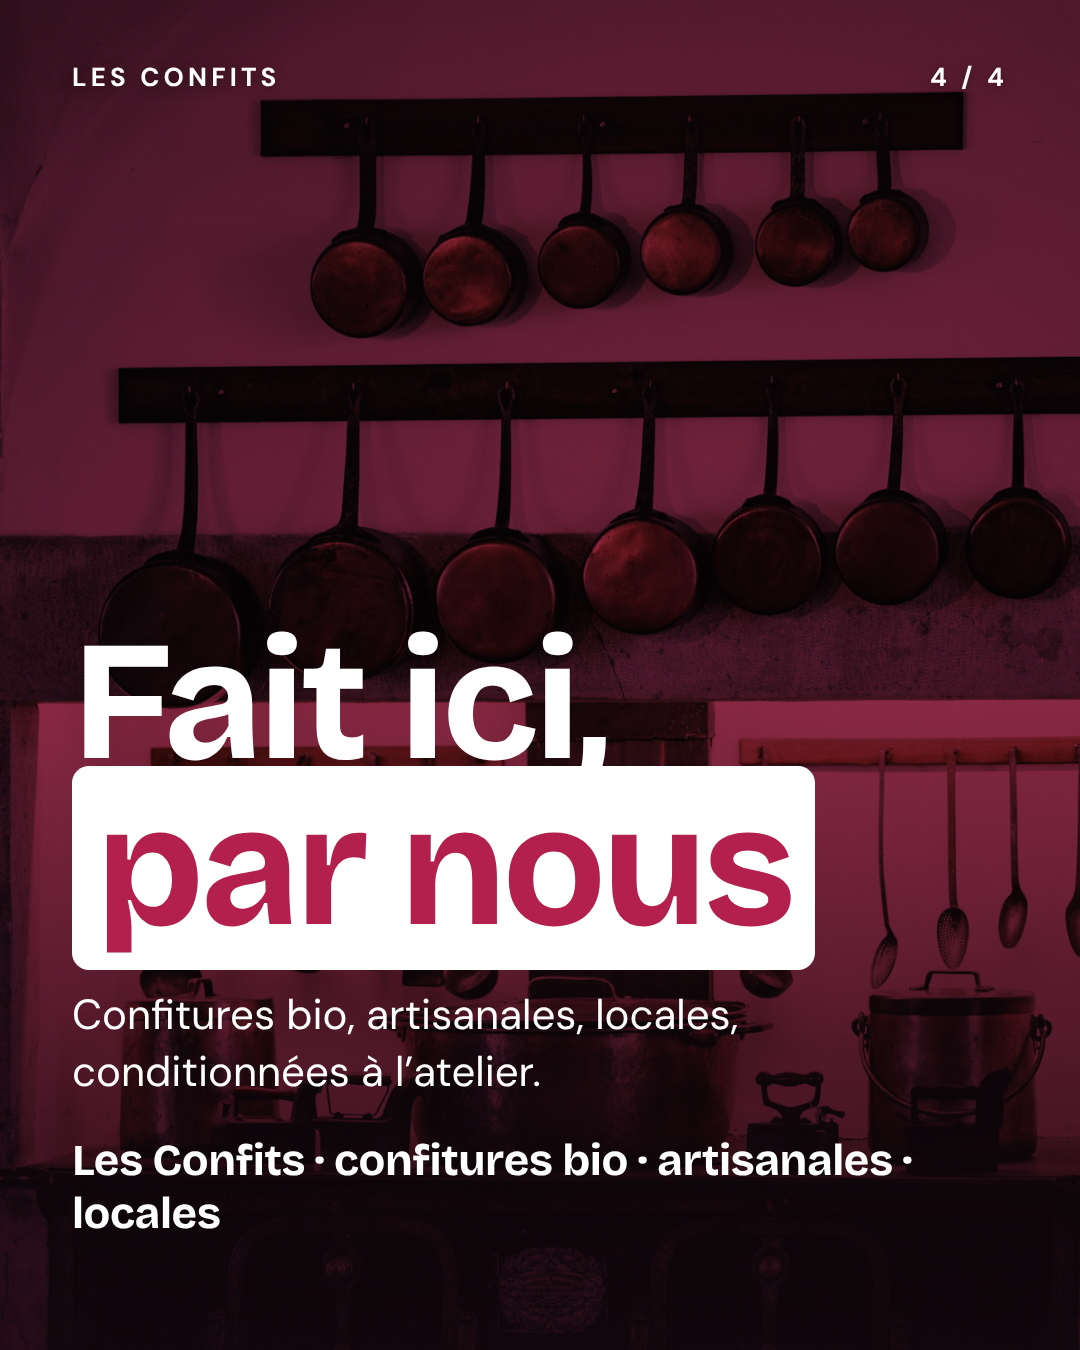 LES CONFITS
4 / 4
Fait ici,
par nous
Confitures bio, artisanales, locales,
conditionnées à l’atelier.
Les Confits · confitures bio · artisanales ·
locales